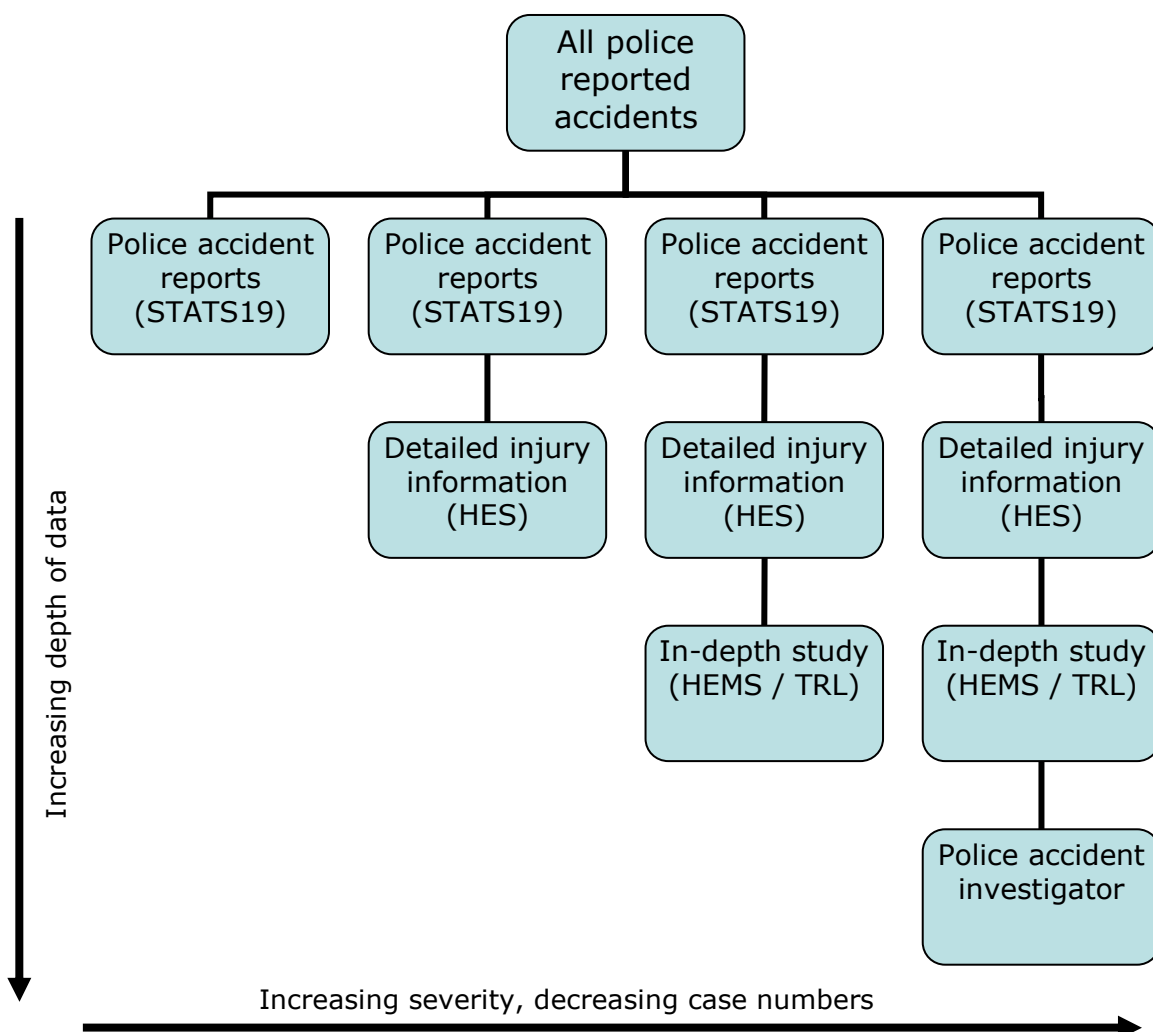 All police
reported
accidents
Police accident
reports
(STATS19)
Police accident
reports
(STATS19)
Police accident
reports
(STATS19)
Police accident
reports
(STATS19)
Detailed injury
information
(HES)
Detailed injury
information
(HES)
Detailed injury
information
(HES)
In-depth study
(HEMS / TRL)
In-depth study
(HEMS / TRL)
Police accident
investigator
Increasing depth of data
Increasing severity, decreasing case numbers